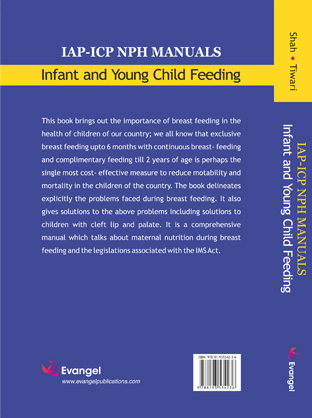 IAP-ICP NPH MANUALS
Infant and Young Child Feeding
This book brings out the importance of breast feeding in the
health of children of our country; we all know that exclusive
breast feeding upto 6 months with continuous breast- feeding
and complimentary feeding till 2 years of age is perhaps the
single most cost- effective measure to reduce motability and
mortality in the children of the country. The book delineates
explicitly the problems faced during breast feeding. It also
gives solutions to the above problems including solutions to
children with cleft lip and palate. It is a comprehensive
manual which talks about maternal nutrition during breast
feeding and the legislations associated with the IMS Act.
Evangel
www.evangelpublications.com
Shah • Tiwari
IAP-ICP NPH MANUALS
Infant and Young Child Feeding
Evangel